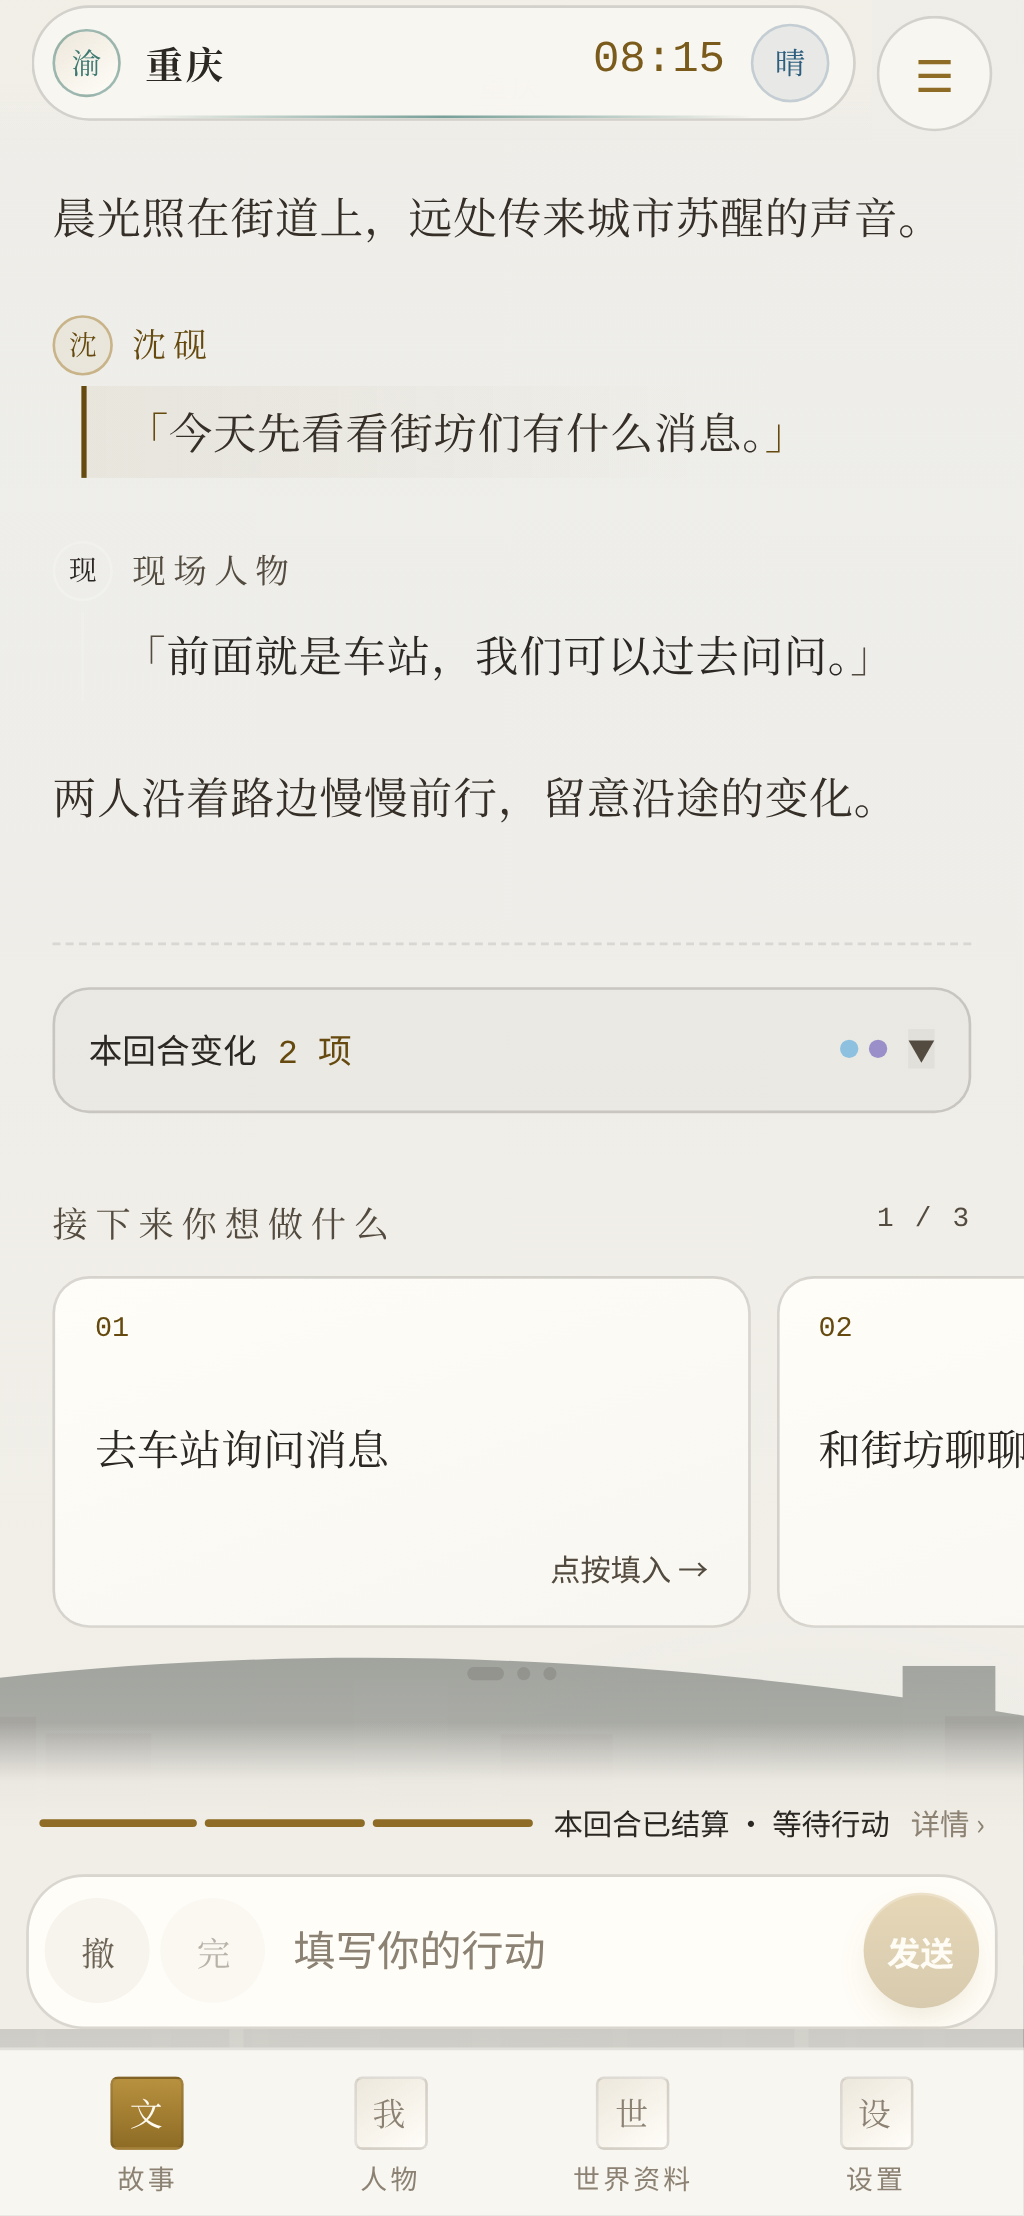 渝 重庆 08:15 晴 ☰
晨光照在街道上，远处传来城市苏醒的声音。
沈 沈砚
「今天先看看街坊们有什么消息。」
现 现场人物
「前面就是车站，我们可以过去问问。」
两人沿着路边慢慢前行，留意沿途的变化。
本回合变化 2 项 ▼
接下来你想做什么 1 / 3
01 02
去车站询问消息 和街坊聊聊
点按填入 →
本回合已结算 · 等待行动 详情 ›
撤 完 填写你的行动 发送
文 我 世 设
故事 人物 世界资料 设置